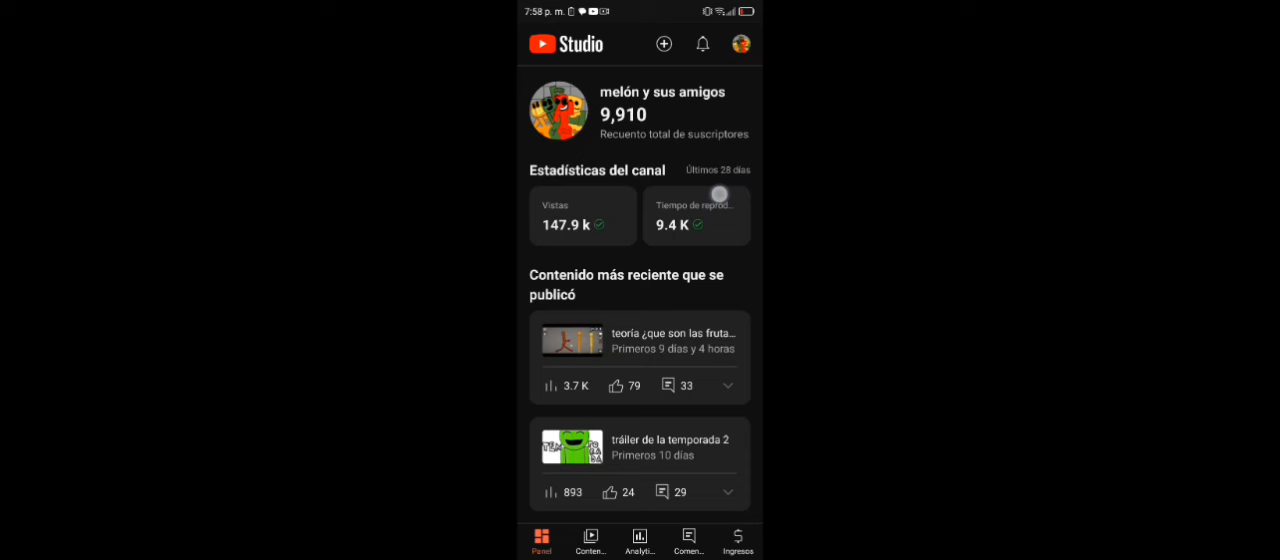 7:58 p. m.
Studio
melón y sus amigos
9,910
Recuento total de suscriptores
Estadísticas del canal
Últimos 28 días
Vistas
147.9 k
Tiempo de reprod...
9.4 K
Contenido más reciente que se
publicó
teoría ¿que son las fruta...
Primeros 9 días y 4 horas
3.7 K 79 33
TEM
tráiler de la temporada 2
Primeros 10 días
893 24 29
Panel Conten... Analyti... Comen... Ingresos